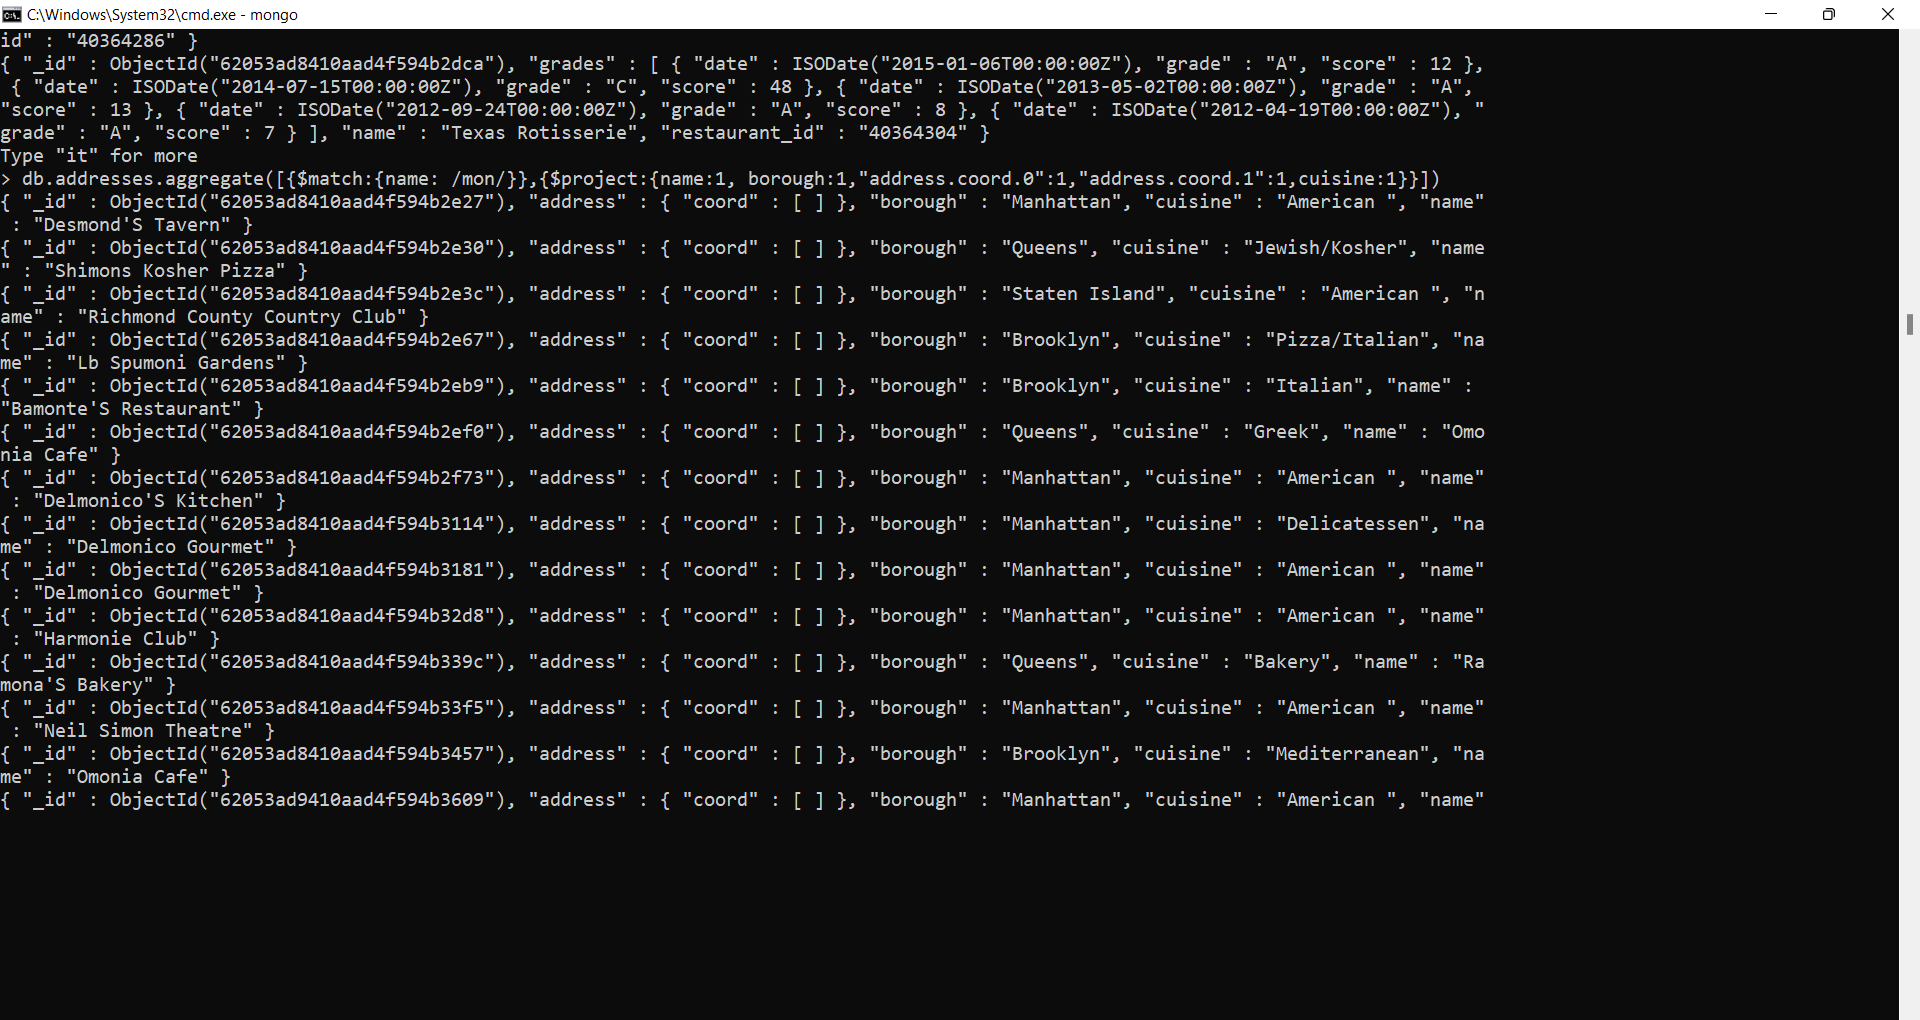 C:\Windows\System32\cmd.exe - mongo
id" : "40364286" }
{ "_id" : ObjectId("62053ad8410aad4f594b2dca"), "grades" : [ { "date" : ISODate("2015-01-06T00:00:00Z"), "grade" : "A", "score" : 12 },
 { "date" : ISODate("2014-07-15T00:00:00Z"), "grade" : "C", "score" : 48 }, { "date" : ISODate("2013-05-02T00:00:00Z"), "grade" : "A",
"score" : 13 }, { "date" : ISODate("2012-09-24T00:00:00Z"), "grade" : "A", "score" : 8 }, { "date" : ISODate("2012-04-19T00:00:00Z"), "
grade" : "A", "score" : 7 } ], "name" : "Texas Rotisserie", "restaurant_id" : "40364304" }
Type "it" for more
> db.addresses.aggregate([{$match:{name: /mon/}},{$project:{name:1, borough:1,"address.coord.0":1,"address.coord.1":1,cuisine:1}}])
{ "_id" : ObjectId("62053ad8410aad4f594b2e27"), "address" : { "coord" : [ ] }, "borough" : "Manhattan", "cuisine" : "American ", "name"
 : "Desmond'S Tavern" }
{ "_id" : ObjectId("62053ad8410aad4f594b2e30"), "address" : { "coord" : [ ] }, "borough" : "Queens", "cuisine" : "Jewish/Kosher", "name
" : "Shimons Kosher Pizza" }
{ "_id" : ObjectId("62053ad8410aad4f594b2e3c"), "address" : { "coord" : [ ] }, "borough" : "Staten Island", "cuisine" : "American ", "n
ame" : "Richmond County Country Club" }
{ "_id" : ObjectId("62053ad8410aad4f594b2e67"), "address" : { "coord" : [ ] }, "borough" : "Brooklyn", "cuisine" : "Pizza/Italian", "na
me" : "Lb Spumoni Gardens" }
{ "_id" : ObjectId("62053ad8410aad4f594b2eb9"), "address" : { "coord" : [ ] }, "borough" : "Brooklyn", "cuisine" : "Italian", "name" :
"Bamonte'S Restaurant" }
{ "_id" : ObjectId("62053ad8410aad4f594b2ef0"), "address" : { "coord" : [ ] }, "borough" : "Queens", "cuisine" : "Greek", "name" : "Omo
nia Cafe" }
{ "_id" : ObjectId("62053ad8410aad4f594b2f73"), "address" : { "coord" : [ ] }, "borough" : "Manhattan", "cuisine" : "American ", "name"
 : "Delmonico'S Kitchen" }
{ "_id" : ObjectId("62053ad8410aad4f594b3114"), "address" : { "coord" : [ ] }, "borough" : "Manhattan", "cuisine" : "Delicatessen", "na
me" : "Delmonico Gourmet" }
{ "_id" : ObjectId("62053ad8410aad4f594b3181"), "address" : { "coord" : [ ] }, "borough" : "Manhattan", "cuisine" : "American ", "name"
 : "Delmonico Gourmet" }
{ "_id" : ObjectId("62053ad8410aad4f594b32d8"), "address" : { "coord" : [ ] }, "borough" : "Manhattan", "cuisine" : "American ", "name"
 : "Harmonie Club" }
{ "_id" : ObjectId("62053ad8410aad4f594b339c"), "address" : { "coord" : [ ] }, "borough" : "Queens", "cuisine" : "Bakery", "name" : "Ra
mona'S Bakery" }
{ "_id" : ObjectId("62053ad8410aad4f594b33f5"), "address" : { "coord" : [ ] }, "borough" : "Manhattan", "cuisine" : "American ", "name"
 : "Neil Simon Theatre" }
{ "_id" : ObjectId("62053ad8410aad4f594b3457"), "address" : { "coord" : [ ] }, "borough" : "Brooklyn", "cuisine" : "Mediterranean", "na
me" : "Omonia Cafe" }
{ "_id" : ObjectId("62053ad9410aad4f594b3609"), "address" : { "coord" : [ ] }, "borough" : "Manhattan", "cuisine" : "American ", "name"